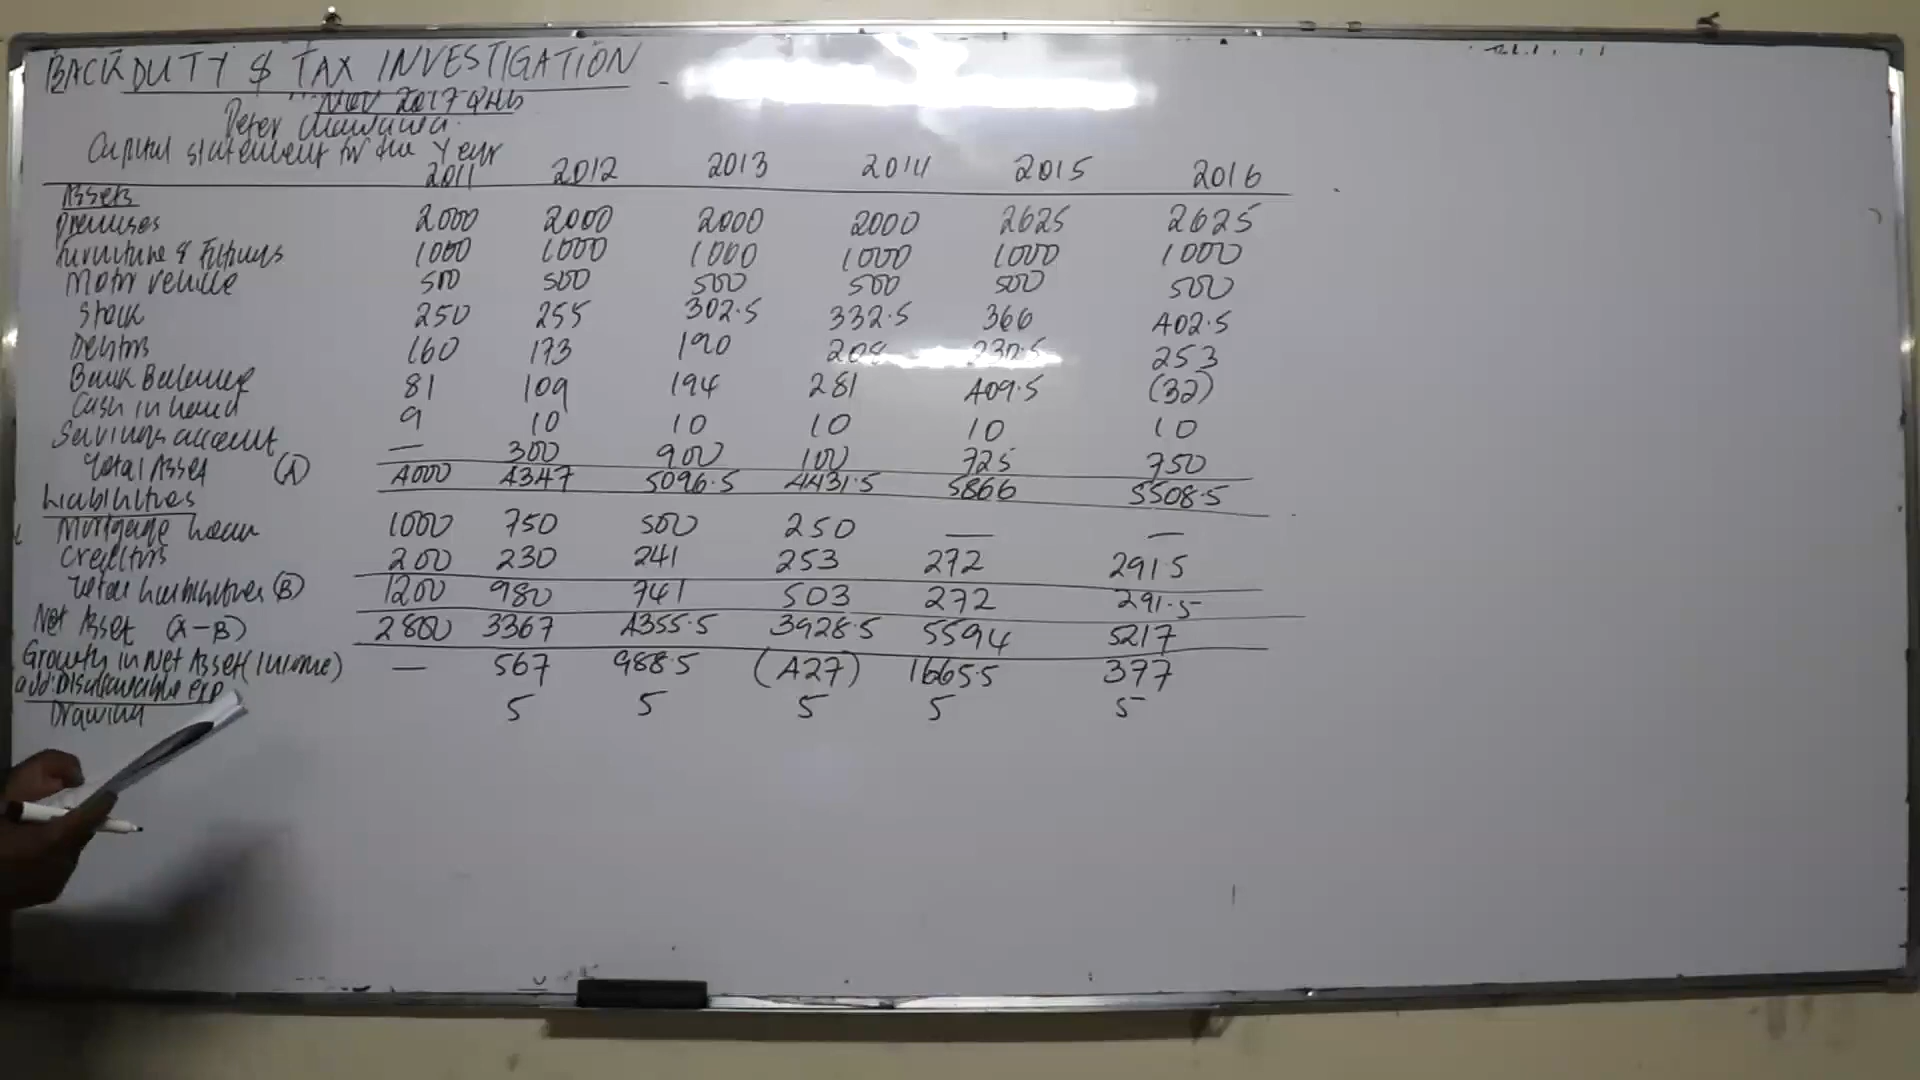 BACK DUTY $ TAX INVESTIGATION
NOV 2017 Q4b
Peter
Capital statement for the Year
2011 2012 2013 2014 2015 2016
Assets
Premises 2000 2000 2000 2000 2625 2625
Furniture & Fittings 1000 1000 1000 1000 1000 1000
Motor vehicle 500 500 500 500 500 500
Stock 250 255 302.5 332.5 366 402.5
Debtors 160 173 190 208 230.5 253
Bank Balance 81 109 194 281 409.5 (32)
Cash in hand 9 10 10 10 10 10
Savings account — 300 900 100 725 750
Total Asset (A) 4000 4347 5096.5 4431.5 5866 5508.5
Liabilities
Mortgage Loan 1000 750 500 250 — —
Creditors 200 230 241 253 272 291.5
Total Liabilities (B) 1200 980 741 503 272 291.5
Net Asset (A-B) 2800 3367 4355.5 3928.5 5594 5217
Growth in Net Asset (Income) — 567 988.5 (427) 1665.5 377
add: Disallowable exp
Drawing 5 5 5 5 5